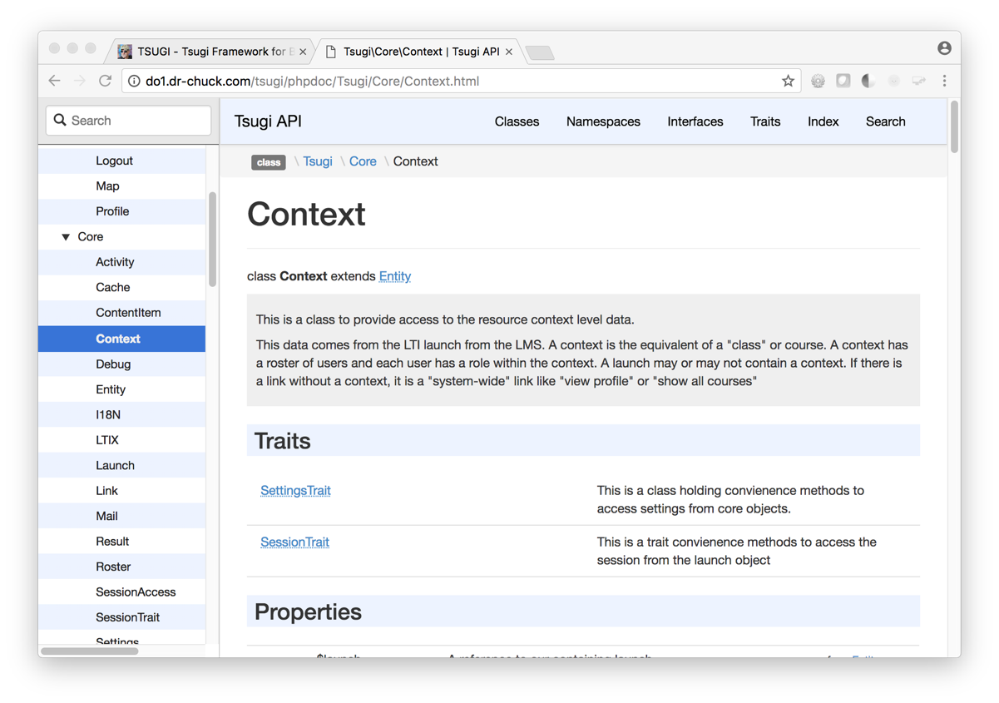 TSUGI - Tsugi Framework for B
Tsugi\Core\Context | Tsugi API
do1.dr-chuck.com/tsugi/phpdoc/Tsugi/Core/Context.html
Search
Tsugi API
Classes
Namespaces
Interfaces
Traits
Index
Search
Logout
Map
Profile
Core
Activity
Cache
ContentItem
Context
Debug
Entity
I18N
LTIX
Launch
Link
Mail
Result
Roster
SessionAccess
SessionTrait
Settings
class \ Tsugi \ Core \ Context
Context
class Context extends Entity
This is a class to provide access to the resource context level data.
This data comes from the LTI launch from the LMS. A context is the equivalent of a "class" or course. A context has
a roster of users and each user has a role within the context. A launch may or may not contain a context. If there is
a link without a context, it is a "system-wide" link like "view profile" or "show all courses"
Traits
SettingsTrait
This is a class holding convienence methods to
access settings from core objects.
SessionTrait
This is a trait convienence methods to access the
session from the launch object
Properties
$launch
A reference to our containing launch